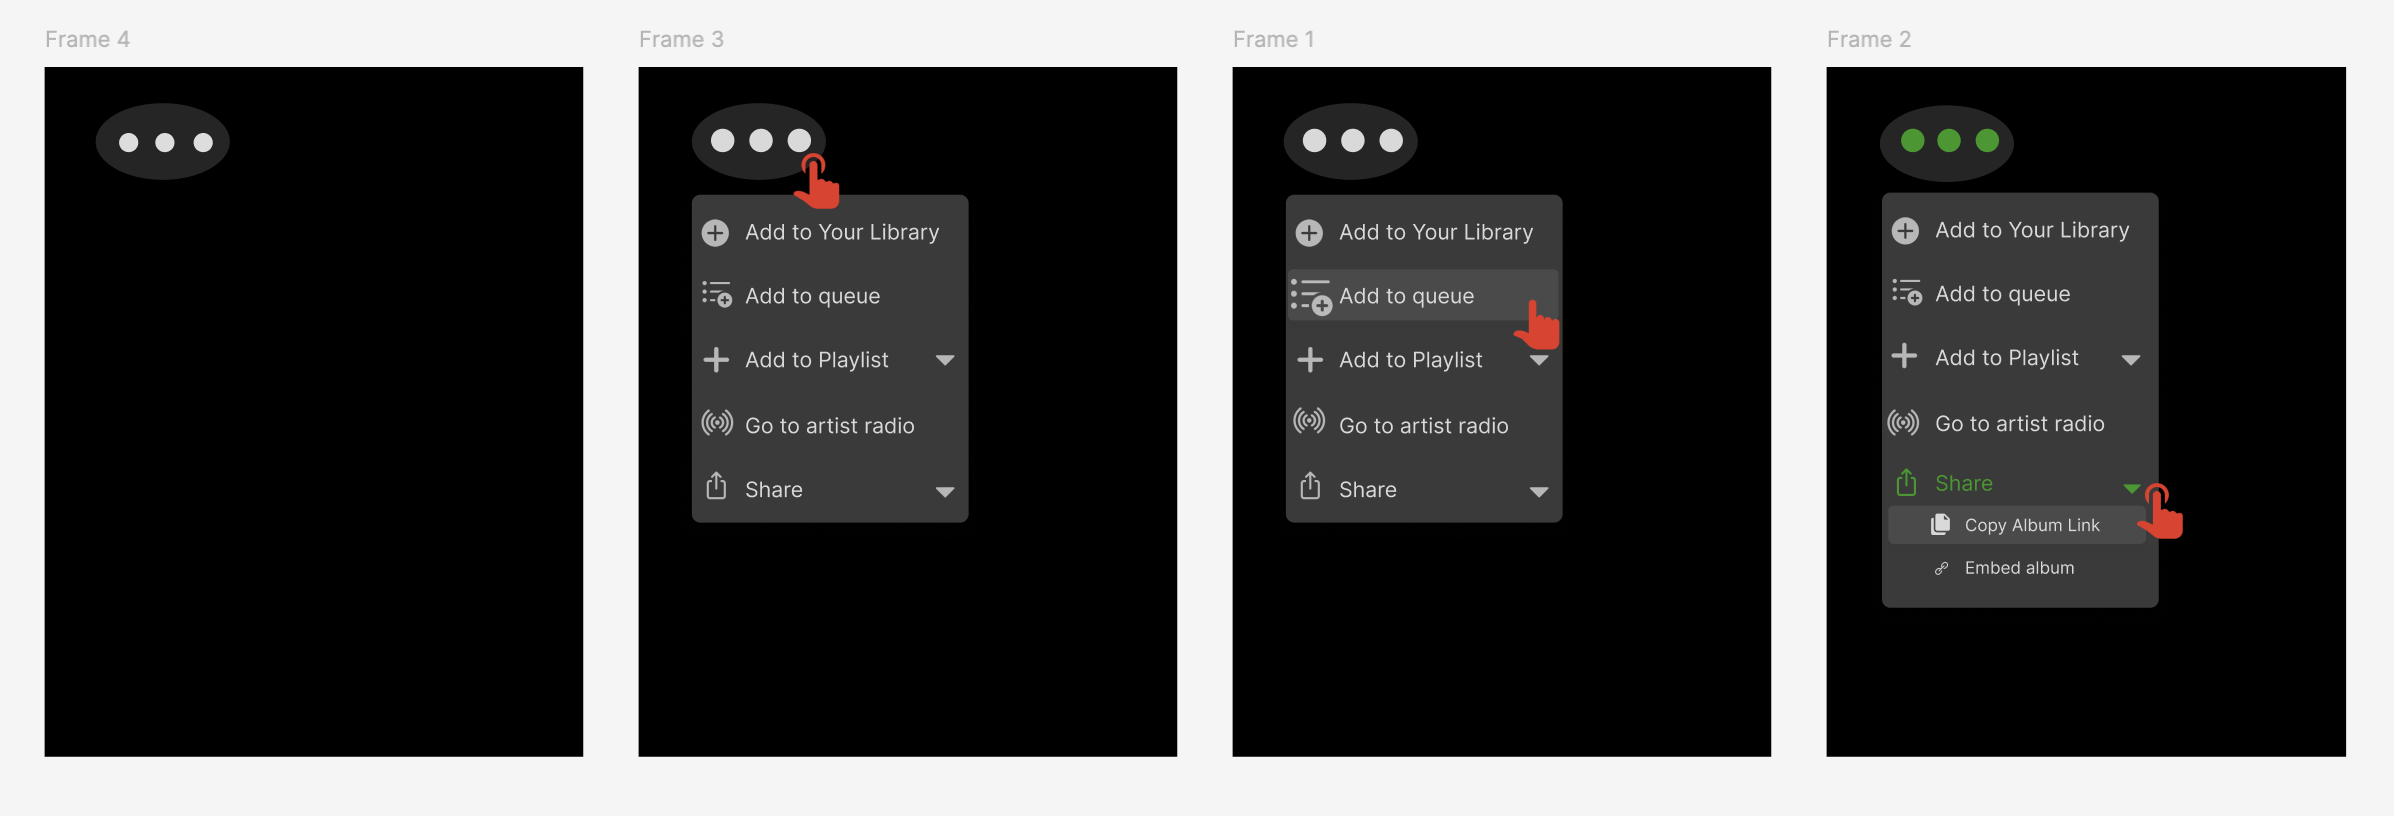 Frame 4
Frame 3
Add to Your Library
Add to queue
Add to Playlist
Go to artist radio
Share
Frame 1
Add to Your Library
Add to queue
Add to Playlist
Go to artist radio
Share
Frame 2
Add to Your Library
Add to queue
Add to Playlist
Go to artist radio
Share
Copy Album Link
Embed album